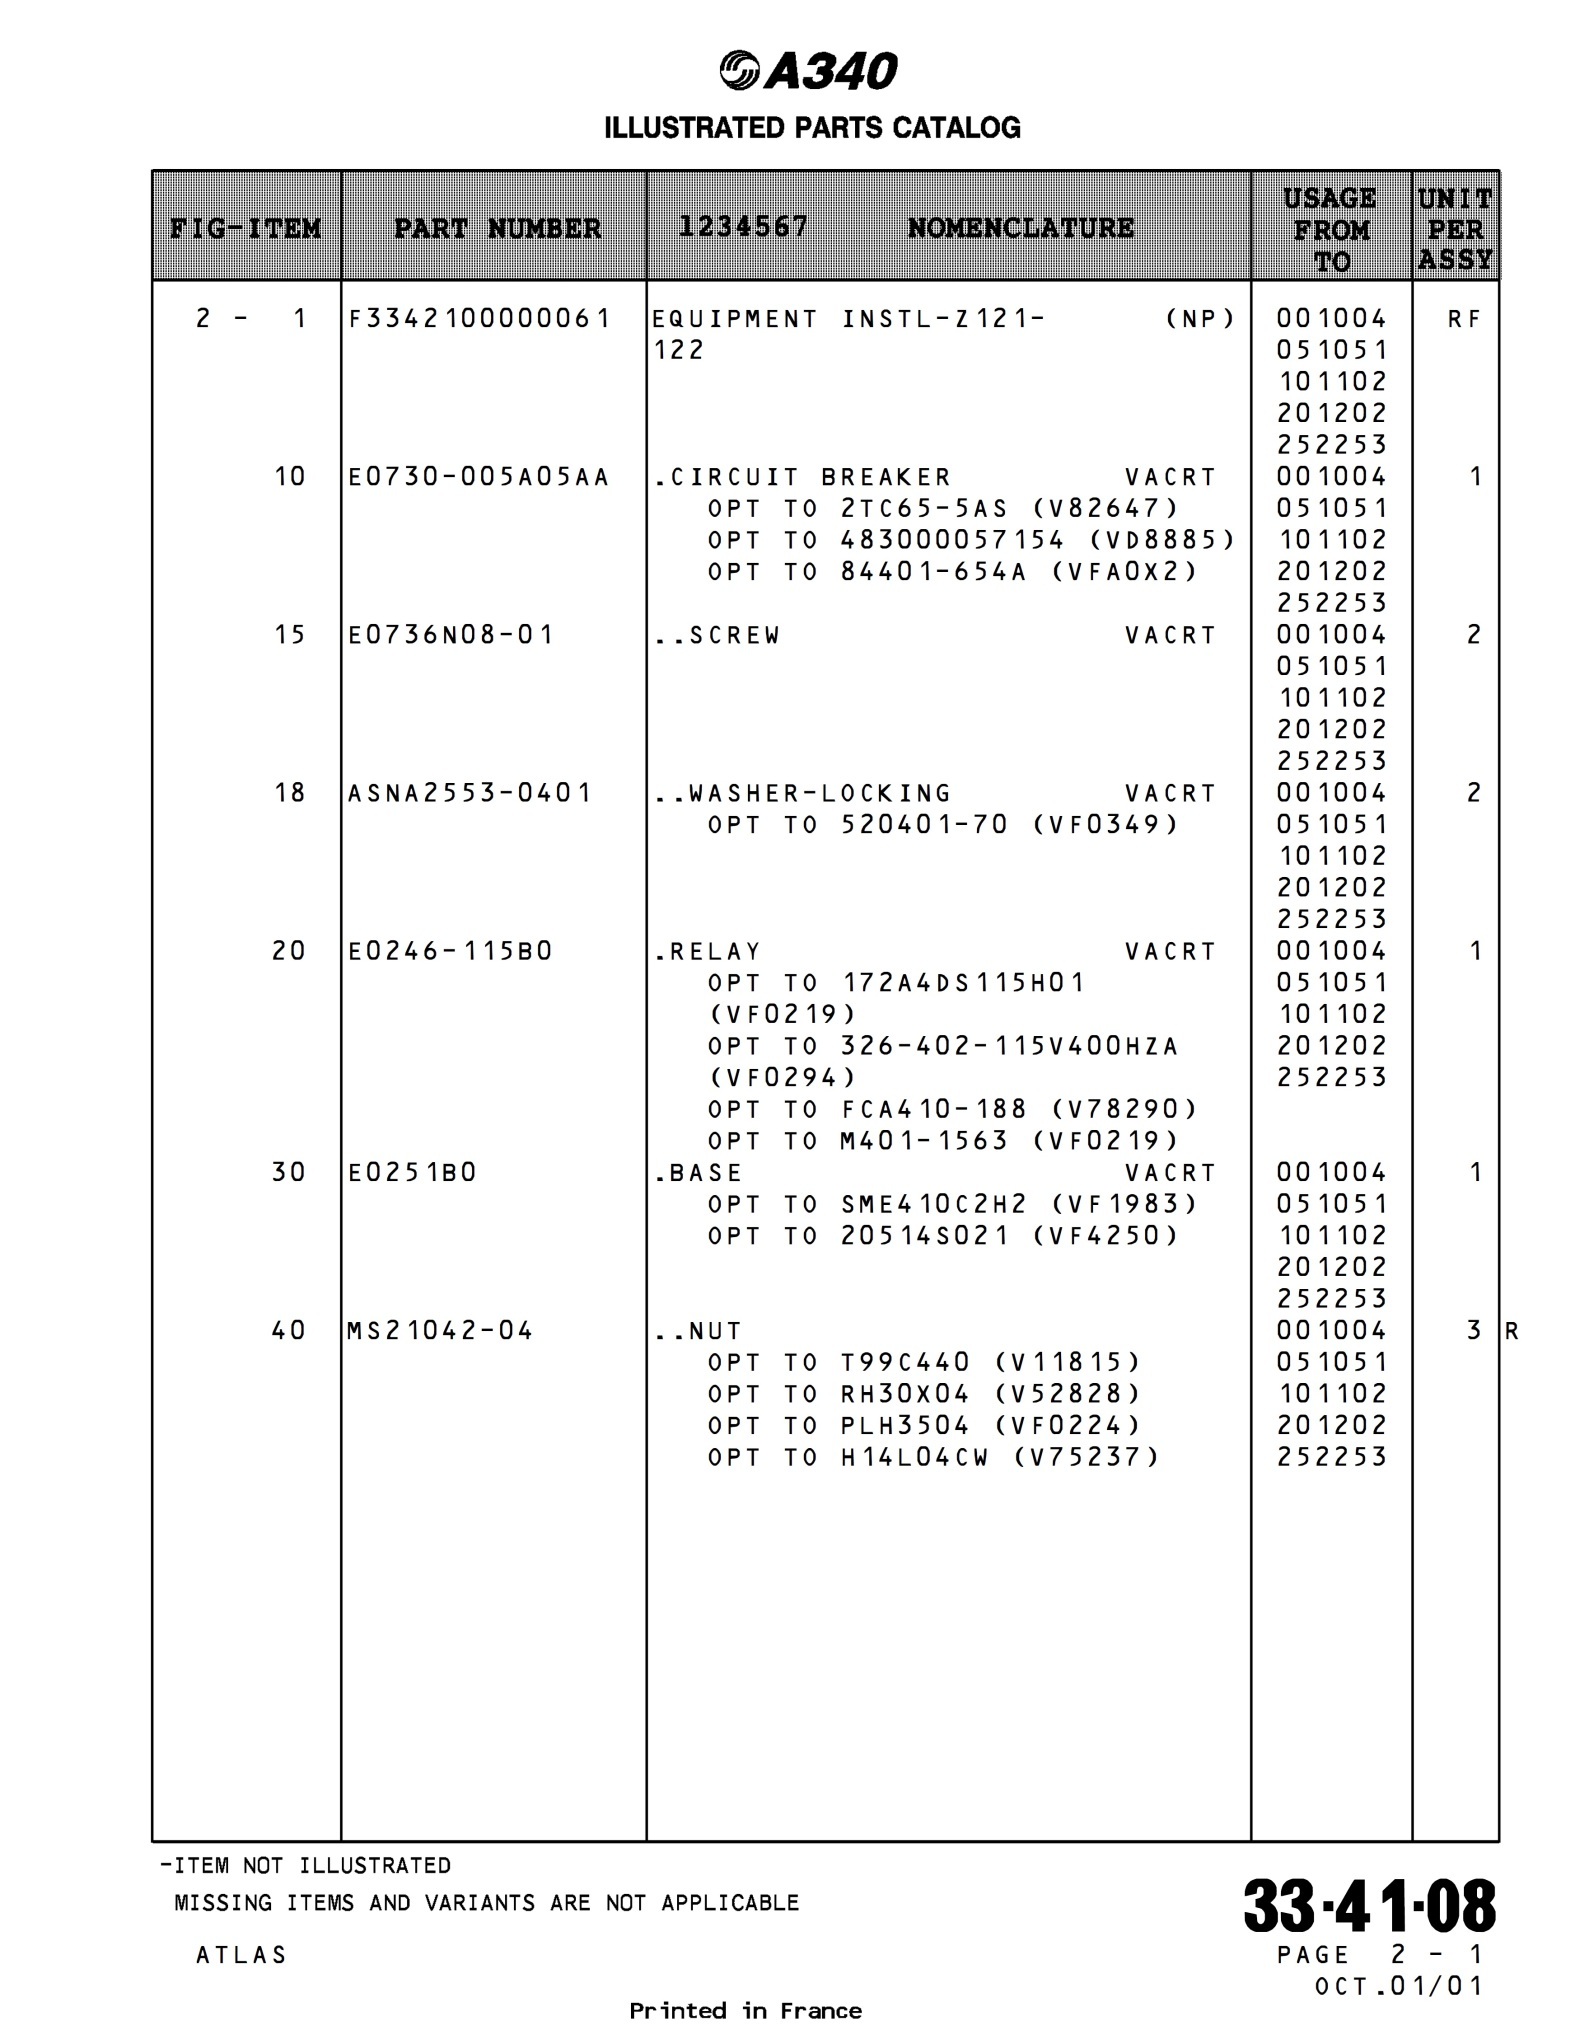 A340
ILLUSTRATED PARTS CATALOG
FIG-ITEM PART NUMBER 1234567 NOMENCLATURE USAGE FROM TO UNIT PER ASSY
2 - 1 F3342100000061 EQUIPMENT INSTL-Z121- (NP) 001004 RF
122 051051
101102
201202
252253
10 E0730-005A05AA .CIRCUIT BREAKER VACRT 001004 1
OPT TO 2TC65-5AS (V82647) 051051
OPT TO 483000057154 (VD8885) 101102
OPT TO 84401-654A (VFA0X2) 201202
252253
15 E0736N08-01 ..SCREW VACRT 001004 2
051051
101102
201202
252253
18 ASNA2553-0401 ..WASHER-LOCKING VACRT 001004 2
OPT TO 520401-70 (VF0349) 051051
101102
201202
252253
20 E0246-115B0 .RELAY VACRT 001004 1
OPT TO 172A4DS115H01 051051
(VF0219) 101102
OPT TO 326-402-115V400HZA 201202
(VF0294) 252253
OPT TO FCA410-188 (V78290)
OPT TO M401-1563 (VF0219)
30 E0251B0 .BASE VACRT 001004 1
OPT TO SME410C2H2 (VF1983) 051051
OPT TO 20514S021 (VF4250) 101102
201202
252253
40 MS21042-04 ..NUT 001004 3 R
OPT TO T99C440 (V11815) 051051
OPT TO RH30X04 (V52828) 101102
OPT TO PLH3504 (VF0224) 201202
OPT TO H14L04CW (V75237) 252253
-ITEM NOT ILLUSTRATED
MISSING ITEMS AND VARIANTS ARE NOT APPLICABLE
33-41-08
ATLAS PAGE 2 - 1
OCT.01/01
Printed in France